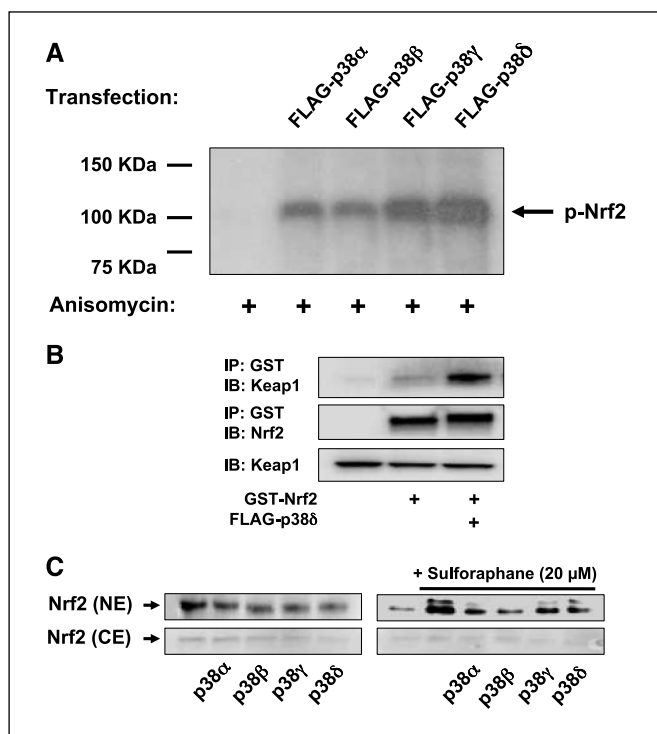 A
Transfection:
FLAG-p38α FLAG-p38β FLAG-p38γ FLAG-p38δ
150 KDa
100 KDa
75 KDa
p-Nrf2
Anisomycin: + + + + +
B
IP: GST
IB: Keap1
IP: GST
IB: Nrf2
IB: Keap1
GST-Nrf2 + +
FLAG-p38δ +
C
+ Sulforaphane (20 µM)
Nrf2 (NE)
Nrf2 (CE)
p38α p38β p38γ p38δ p38α p38β p38γ p38δ